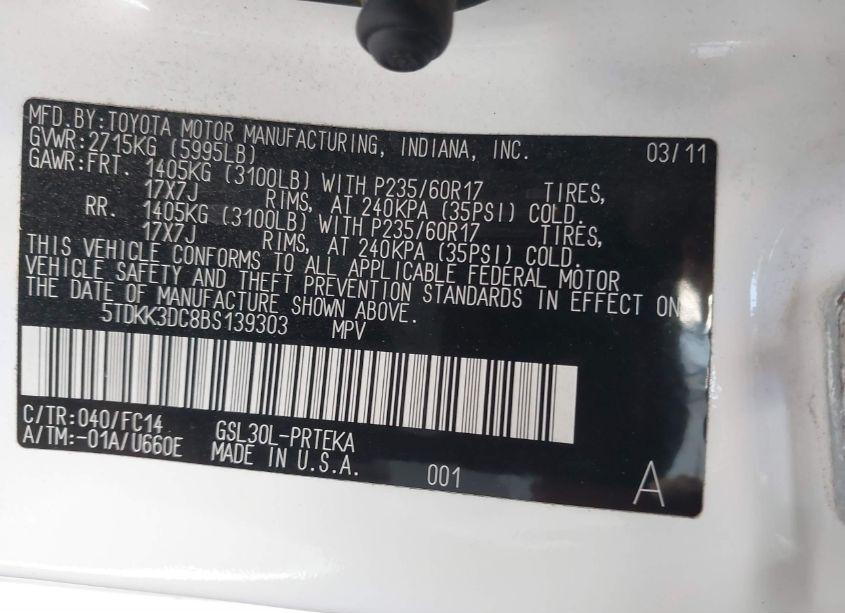 MFD.BY:TOYOTA MOTOR MANUFACTURING, INDIANA, INC. 03/11
GVWR:2715KG (5995LB)
GAWR:FRT. 1405KG (3100LB) WITH P235/60R17 TIRES,
17X7J RIMS, AT 240KPA (35PSI) COLD.
RR. 1405KG (3100LB) WITH P235/60R17 TIRES,
17X7J RIMS, AT 240KPA (35PSI) COLD.
THIS VEHICLE CONFORMS TO ALL APPLICABLE FEDERAL MOTOR
VEHICLE SAFETY AND THEFT PREVENTION STANDARDS IN EFFECT ON
THE DATE OF MANUFACTURE SHOWN ABOVE.
5TDKK3DC8BS139303 MPV
C/TR:040/FC14 GSL30L-PRTEKA
A/TM:-01A/U660E MADE IN U.S.A. 001 A